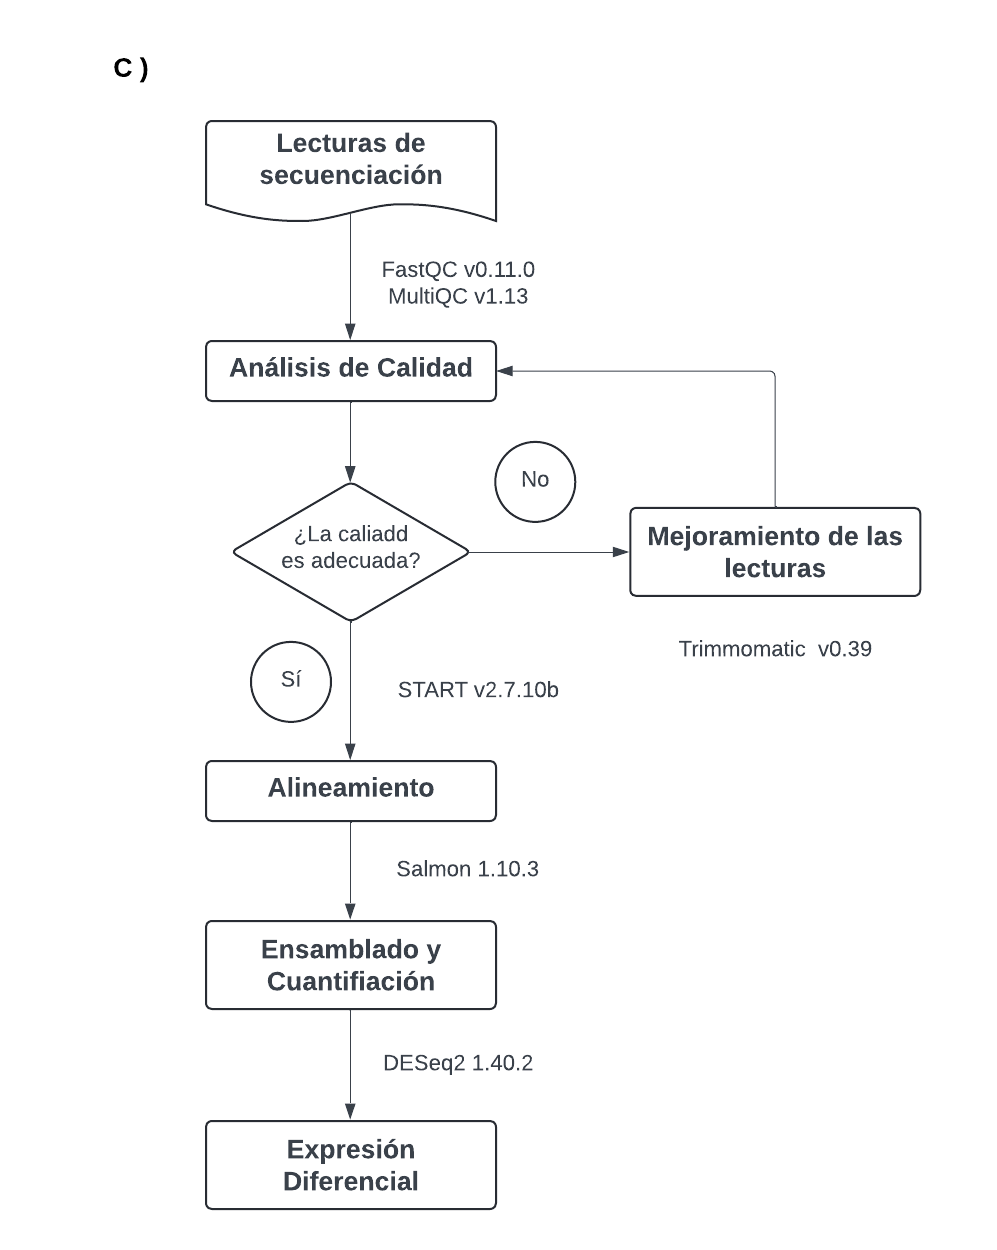 C )
Lecturas de
secuenciación
FastQC v0.11.0
MultiQC v1.13
Análisis de Calidad
No
¿La caliadd
es adecuada?
Mejoramiento de las
lecturas
Trimmomatic  v0.39
Sí
START v2.7.10b
Alineamiento
Salmon 1.10.3
Ensamblado y
Cuantifiación
DESeq2 1.40.2
Expresión
Diferencial